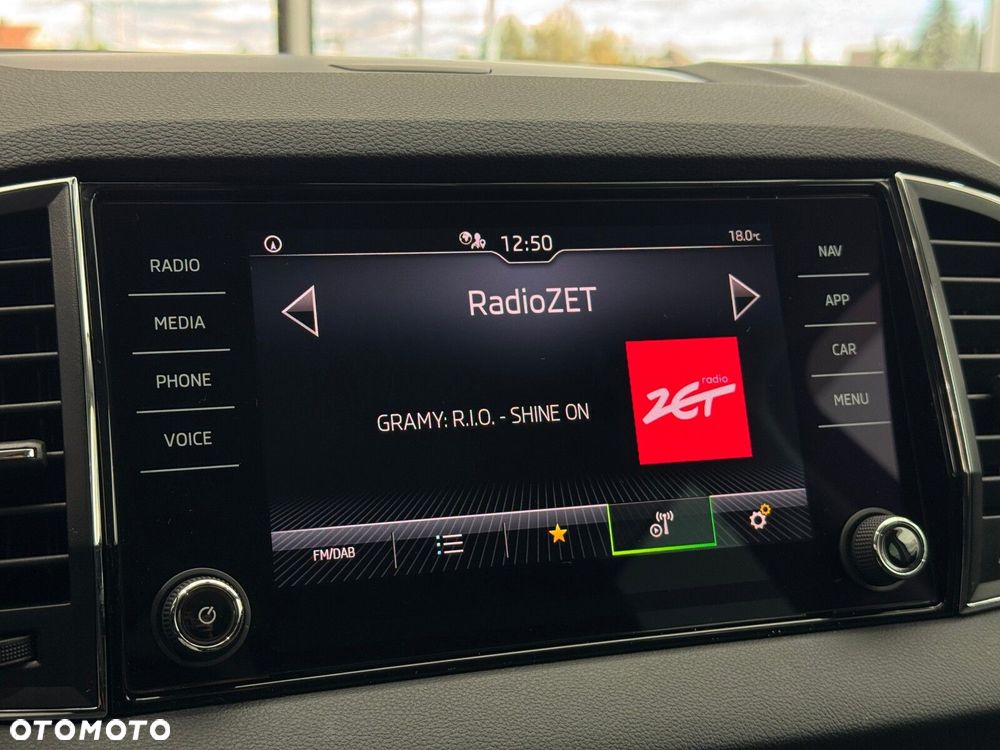 12:50
18.0°C
RADIO
MEDIA
PHONE
VOICE
RadioZET
GRAMY: R.I.O. - SHINE ON
radio
ZET
FM/DAB
NAV
APP
CAR
MENU
OTOMOTO